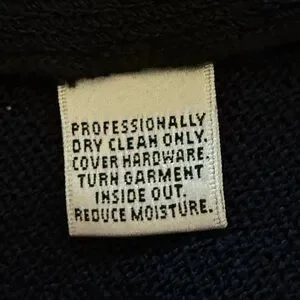 PROFESSIONALLY
DRY CLEAN ONLY.
COVER HARDWARE.
TURN GARMENT
INSIDE OUT.
REDUCE MOISTURE.